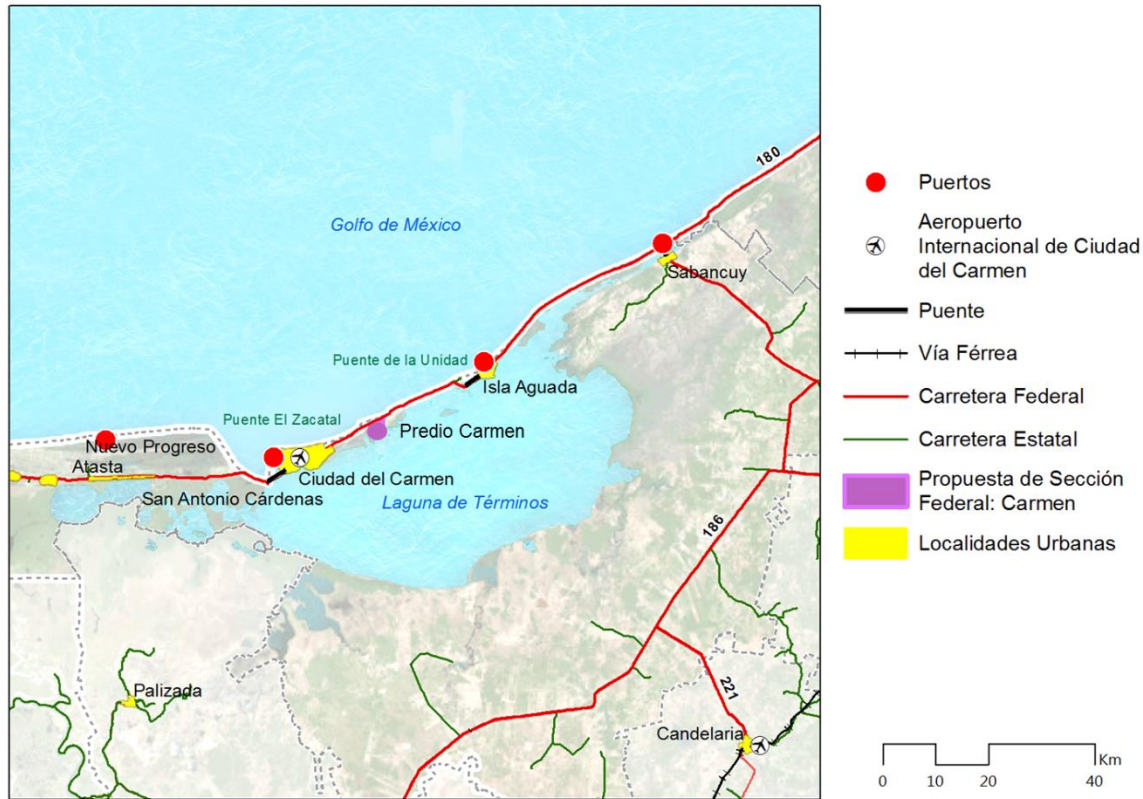 180
Golfo de México
Sabancuy
Puente de la Unidad
Isla Aguada
Puente El Zacatal
Predio Carmen
Nuevo Progreso
Atasta
Ciudad del Carmen
San Antonio Cárdenas
Laguna de Términos
186
221
Palizada
Candelaria
Puertos
Aeropuerto
Internacional de Ciudad
del Carmen
Puente
Vía Férrea
Carretera Federal
Carretera Estatal
Propuesta de Sección
Federal: Carmen
Localidades Urbanas
Km
0 10 20 40